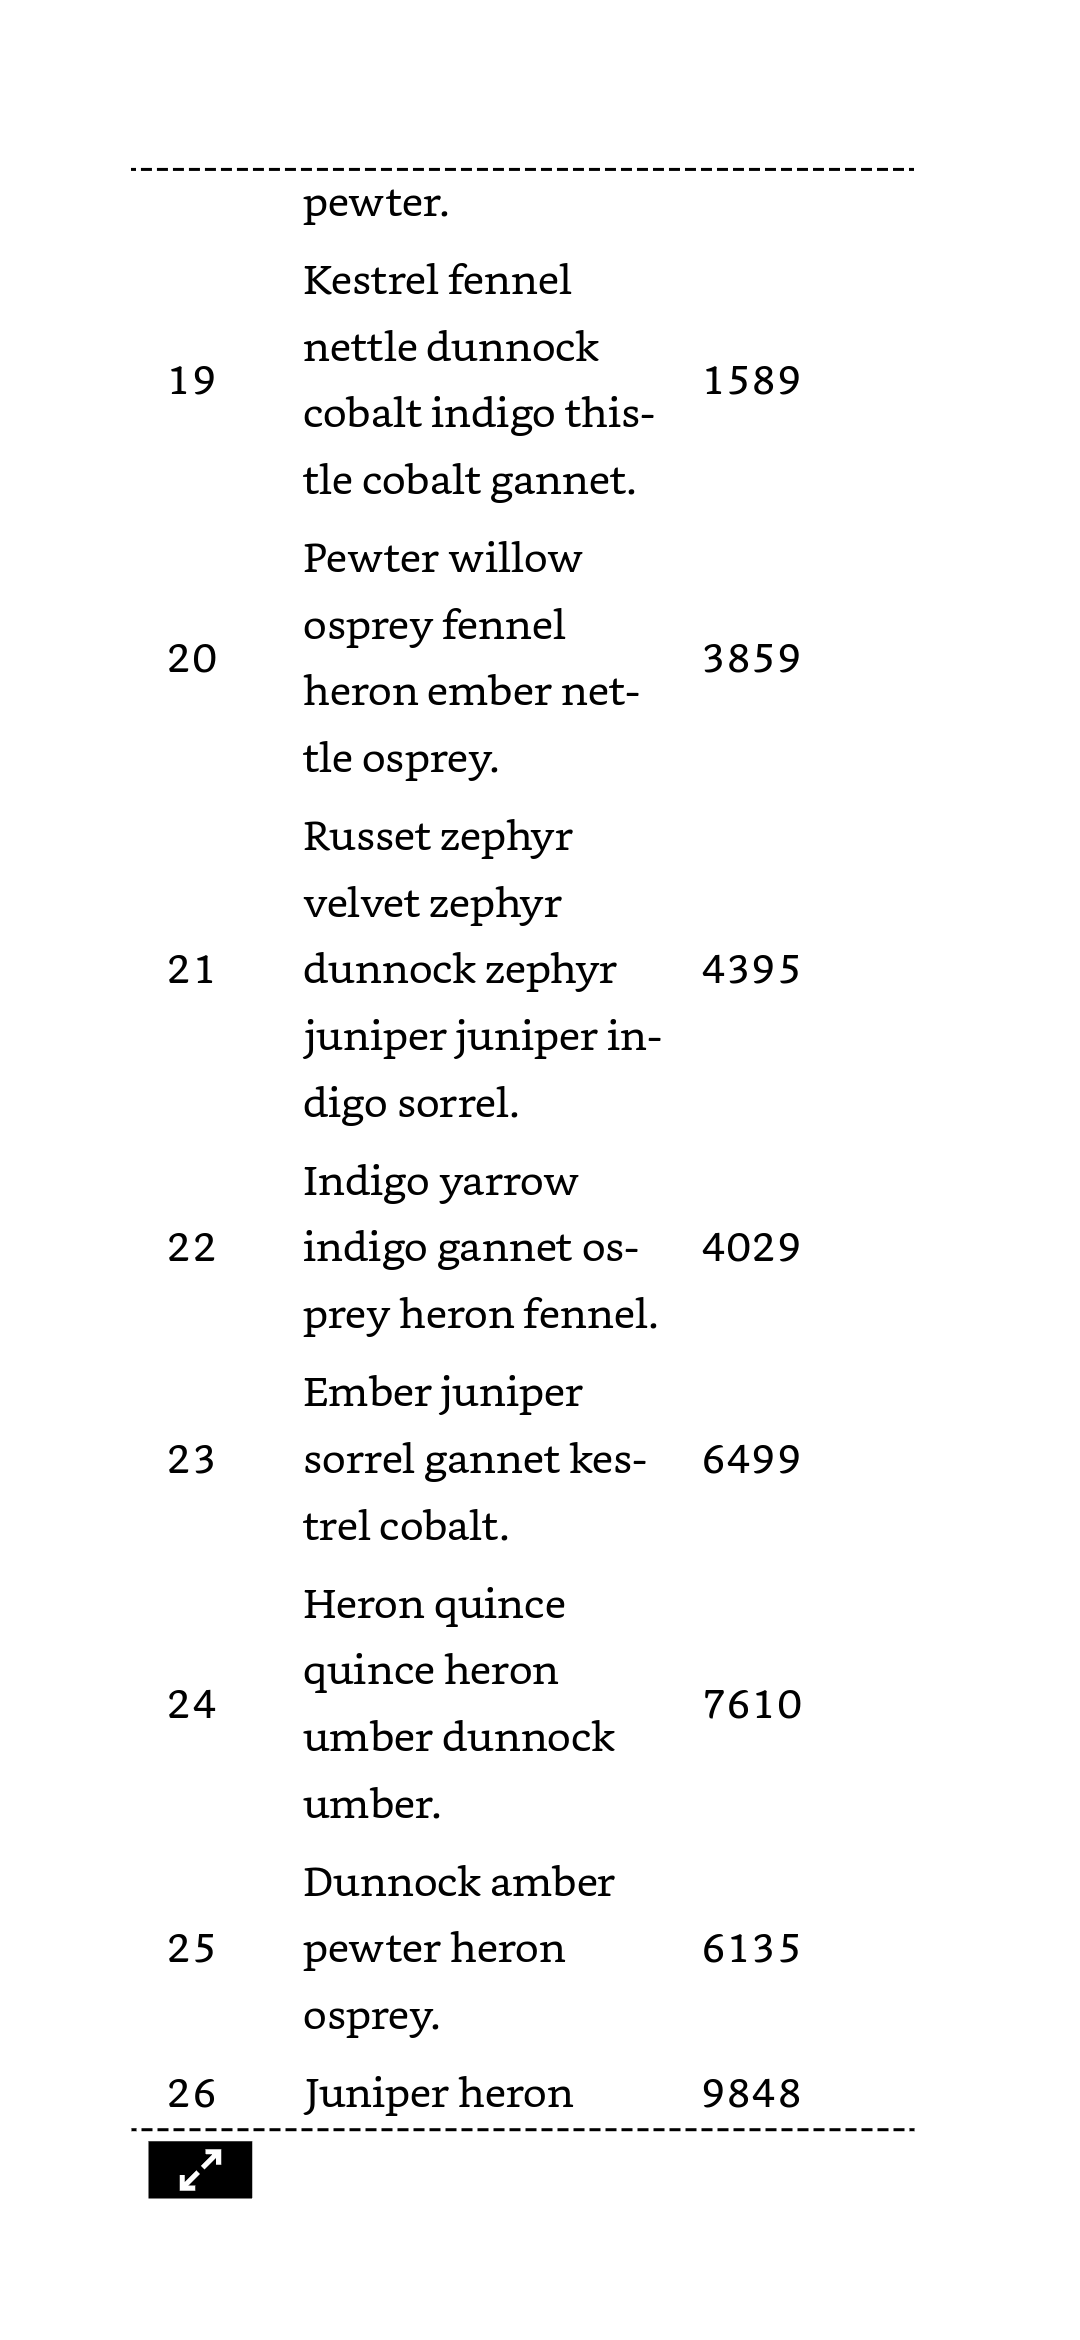 pewter.
Kestrel fennel
nettle dunnock
19 1589
cobalt indigo this-
tle cobalt gannet.
Pewter willow
osprey fennel
20 3859
heron ember net-
tle osprey.
Russet zephyr
velvet zephyr
21 dunnock zephyr 4395
juniper juniper in-
digo sorrel.
Indigo yarrow
22 indigo gannet os- 4029
prey heron fennel.
Ember juniper
23 sorrel gannet kes- 6499
trel cobalt.
Heron quince
quince heron
24 7610
umber dunnock
umber.
Dunnock amber
25 pewter heron 6135
osprey.
26 Juniper heron 9848